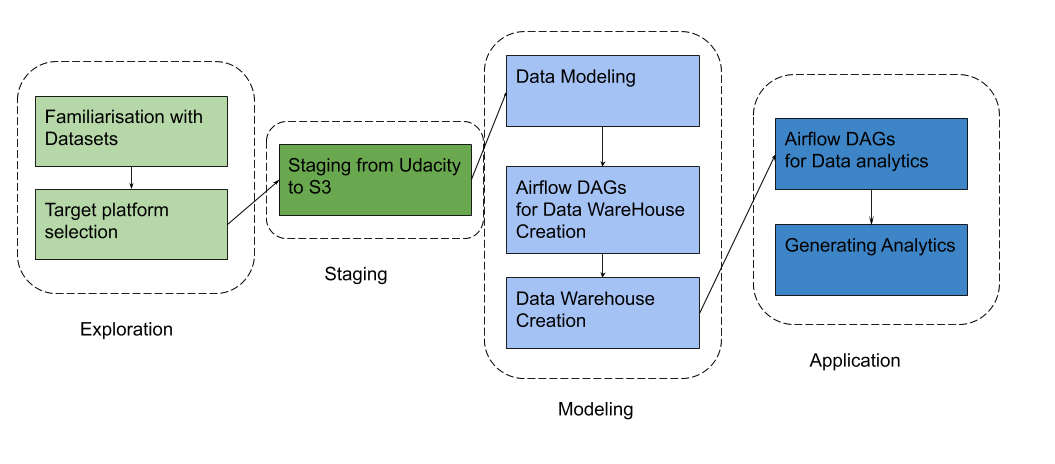 Familiarisation with
Datasets
Target platform
selection
Exploration
Staging from Udacity
to S3
Staging
Data Modeling
Airflow DAGs
for Data WareHouse
Creation
Data Warehouse
Creation
Modeling
Airflow DAGs
for Data analytics
Generating Analytics
Application